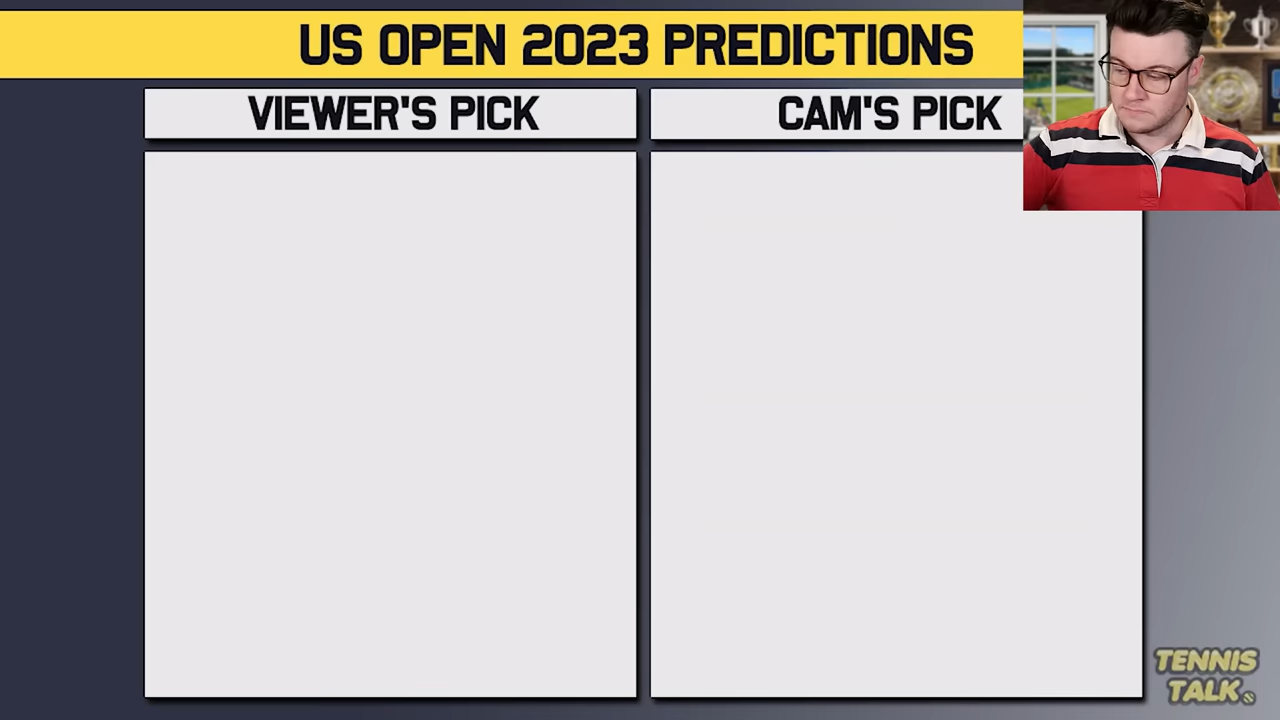 US OPEN 2023 PREDICTIONS
VIEWER'S PICK
CAM'S PICK
TENNIS
TALK